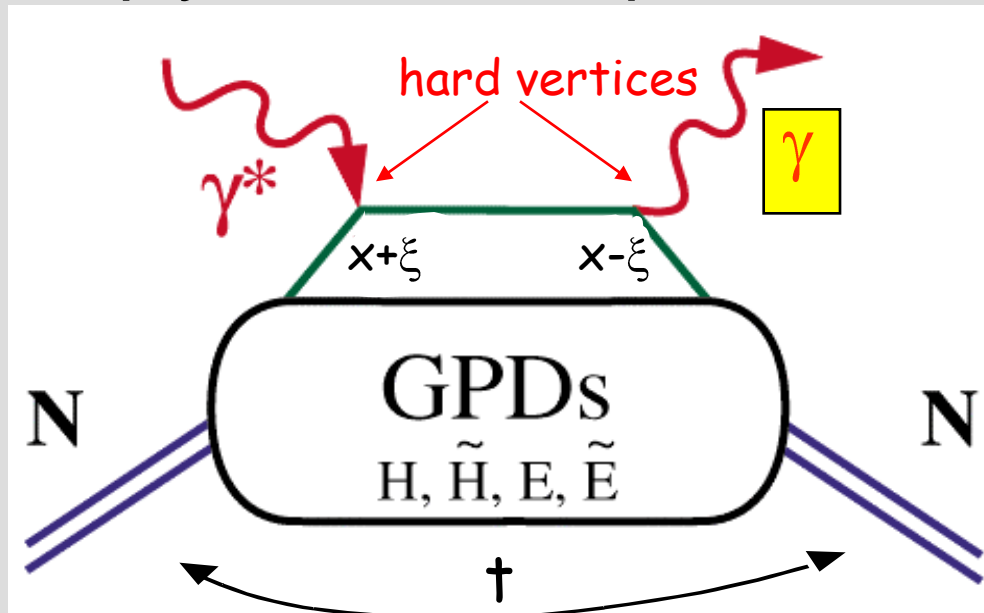 hard vertices
γ*
γ
x+ξ x-ξ
N
GPDs
N
H, H̃, E, Ẽ
t